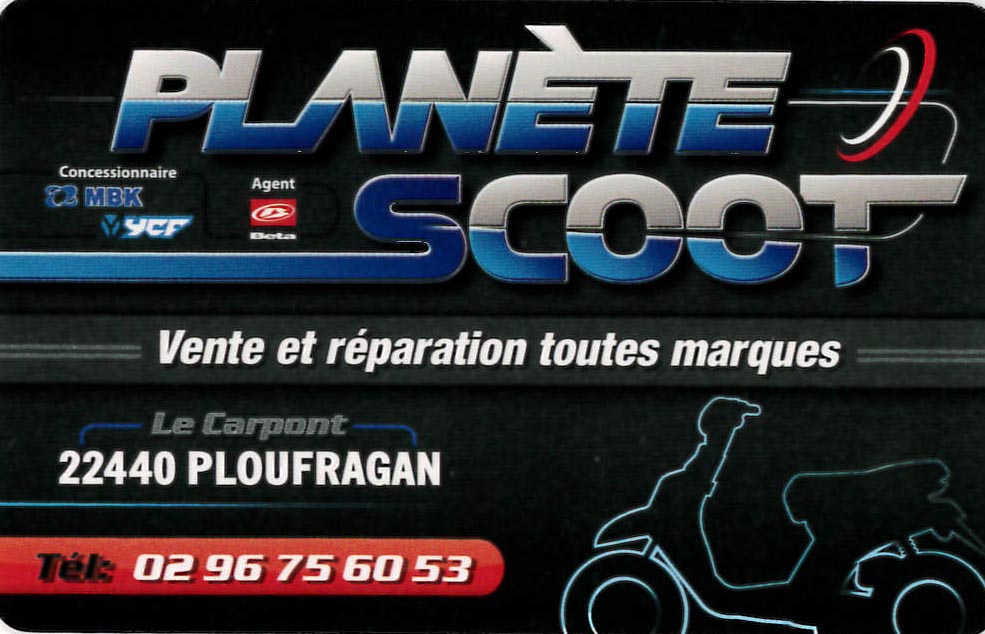 PLANÈTE
SCOOT
Concessionnaire
MBK
YCF
Agent
Beta
Vente et réparation toutes marques
Le Carpont
22440 PLOUFRAGAN
Tél: 02 96 75 60 53